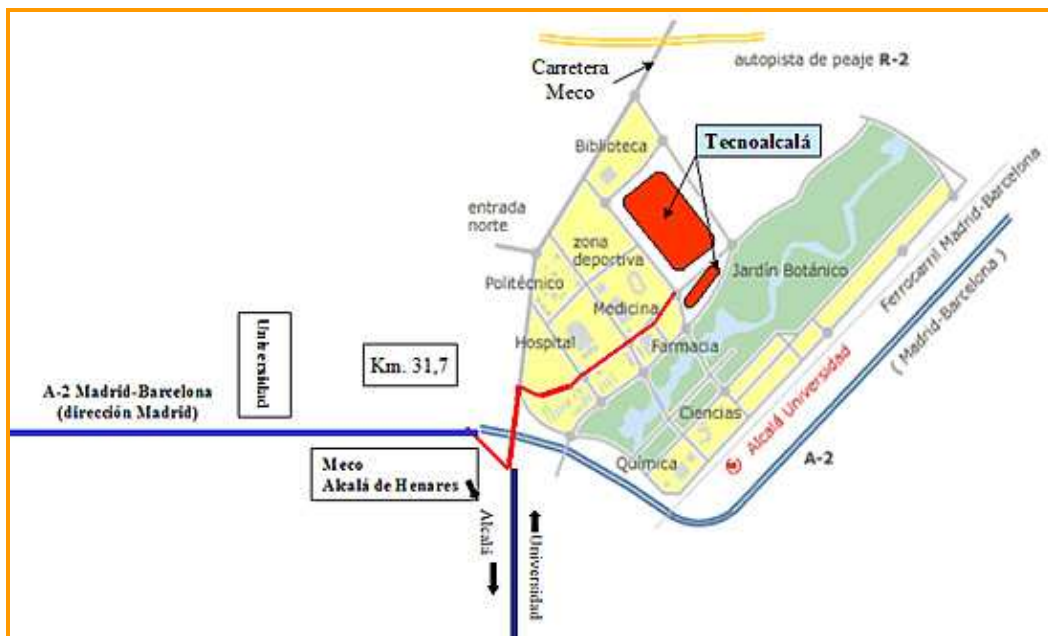 autopista de peaje R-2
Carretera
Meco
Tecnoalcalá
Biblioteca
entrada
norte
zona
deportiva
Politécnico
Jardín Botánico
Medicina
Hospital
Farmacia
Ferrocarril Madrid-Barcelona
( Madrid-Barcelona )
Universidad
Km. 31,7
A-2 Madrid-Barcelona
(dirección Madrid)
Ciencias
Alcalá Universidad
A-2
Química
Meco
Alcalá de Henares
Alcalá
Universidad